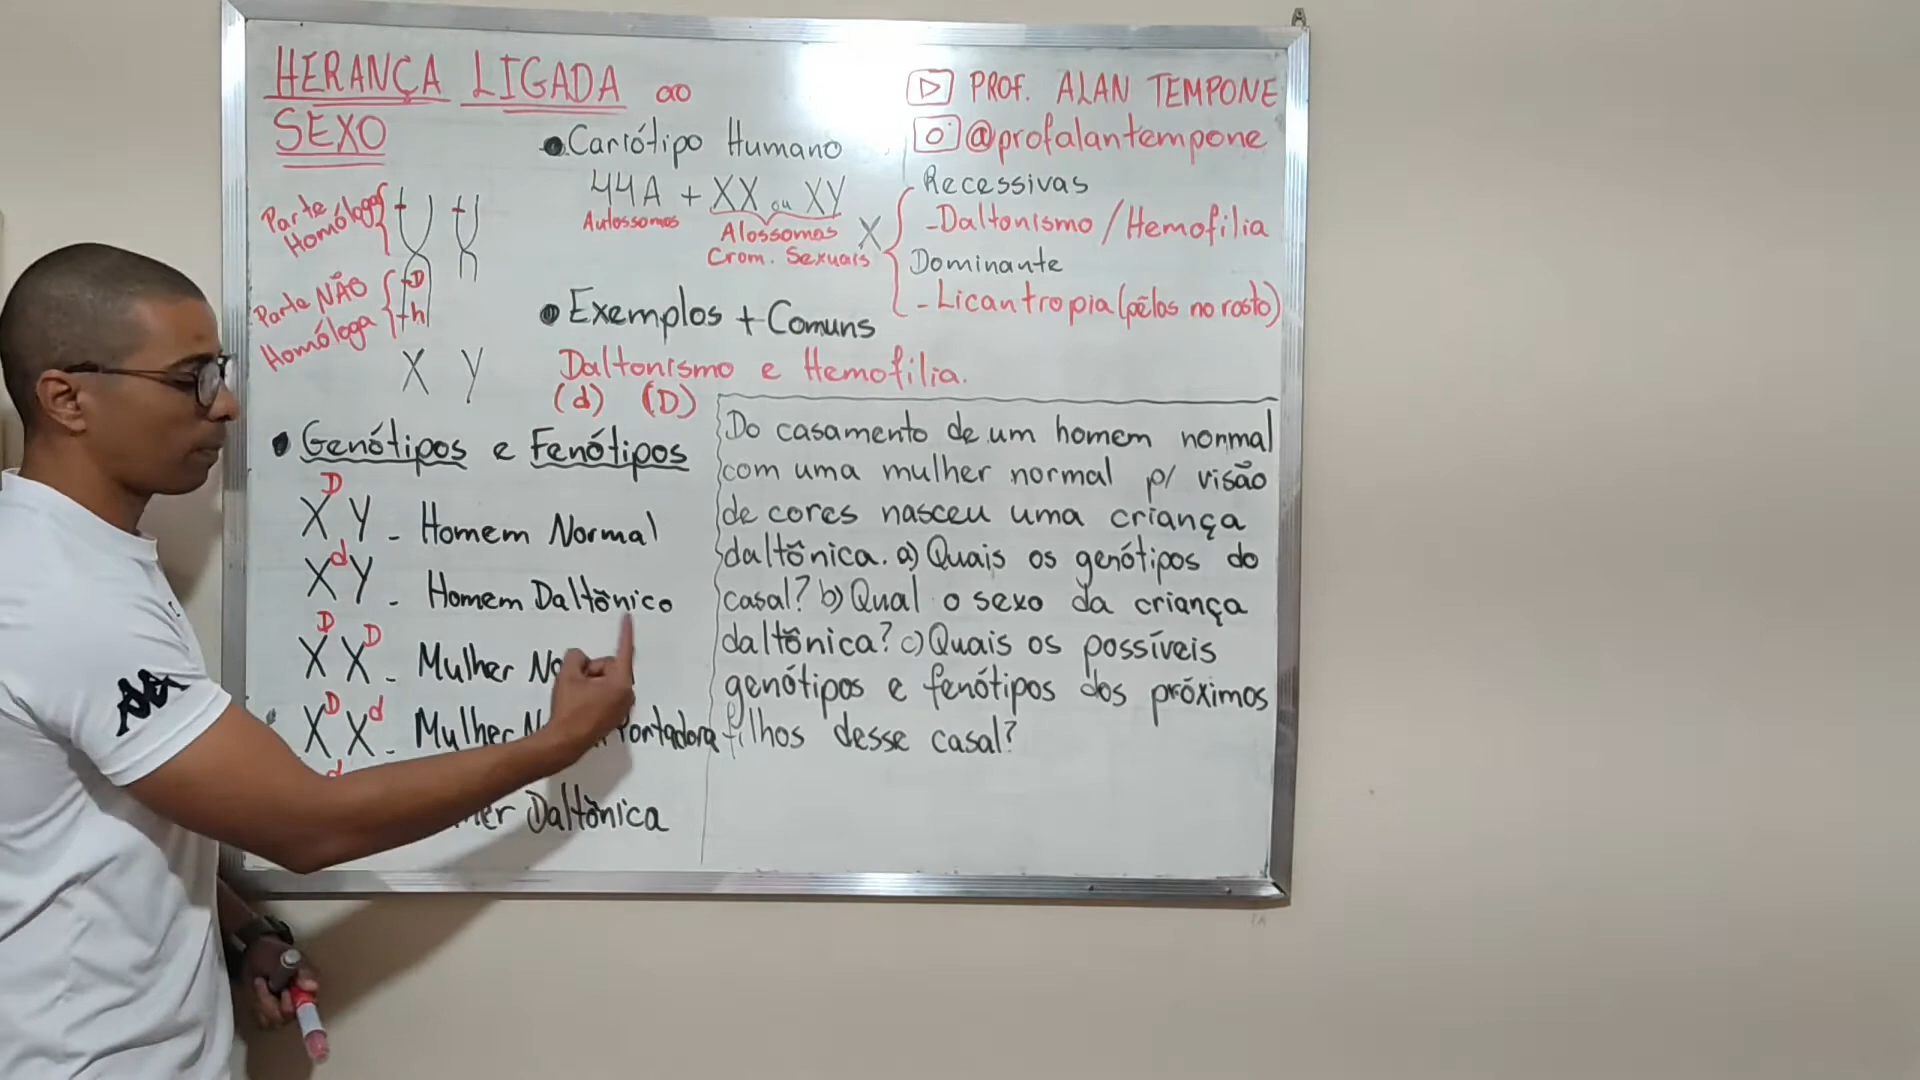 HERANÇA LIGADA ao
SEXO
PROF. ALAN TEMPONE
@profalantempone
• Cariótipo Humano
44A + XX ou XY
Autossomos
Alossomas
Crom. Sexuais
X
Recessivas
-Daltonismo / Hemofilia
Dominante
- Licantropia (pêlos no rosto)
Parte
Homóloga
Parte NÃO
Homóloga
D
h
X Y
• Exemplos + Comuns
Daltonismo e Hemofilia.
(d) (D)
• Genótipos e Fenótipos
X^D Y - Homem Normal
X^d Y - Homem Daltônico
X^D X^D - Mulher
X^D X^d - Mulher Portadora
d
Daltônica
Do casamento de um homem normal
com uma mulher normal p/ visão
de cores nasceu uma criança
daltônica. a) Quais os genótipos do
casal? b) Qual o sexo da criança
daltônica? c) Quais os possíveis
genótipos e fenótipos dos próximos
filhos desse casal?